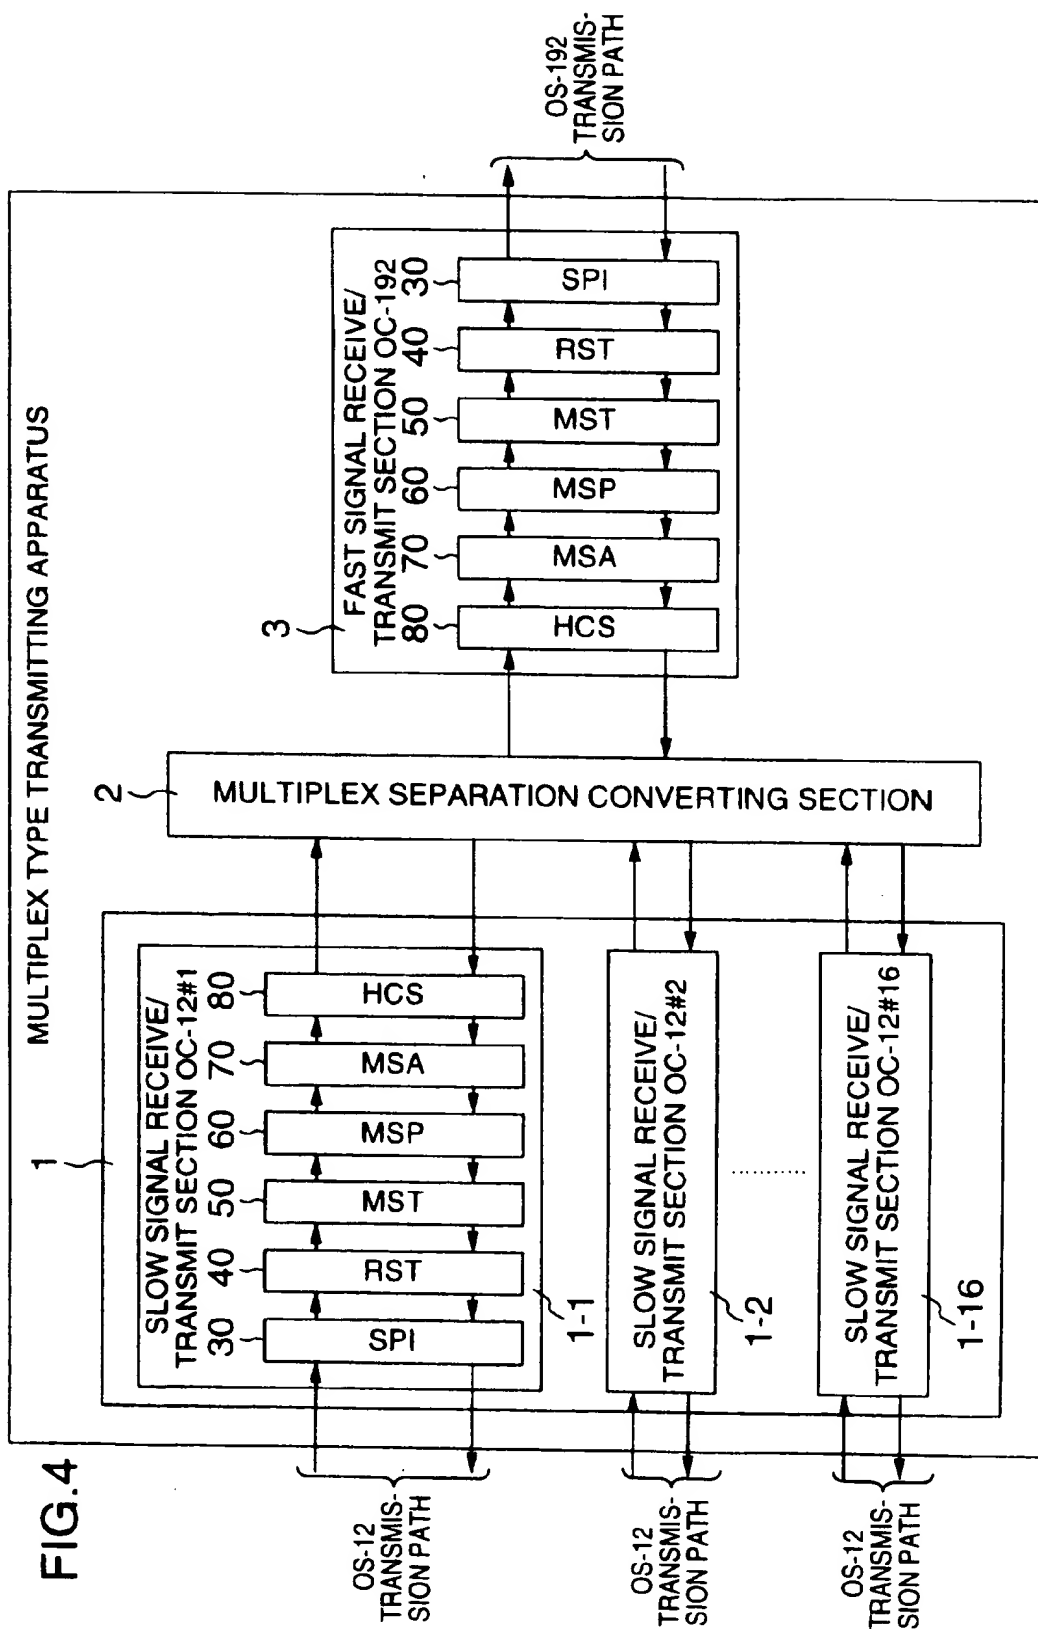 FIG.4
MULTIPLEX TYPE TRANSMITTING APPARATUS
1
SLOW SIGNAL RECEIVE/
TRANSMIT SECTION OC-12#1
30
40
50
60
70
80
SPI
RST
MST
MSP
MSA
HCS
1-1
OS-12
TRANSMIS-
SION PATH
SLOW SIGNAL RECEIVE/
TRANSMIT SECTION OC-12#2
1-2
OS-12
TRANSMIS-
SION PATH
SLOW SIGNAL RECEIVE/
TRANSMIT SECTION OC-12#16
1-16
OS-12
TRANSMIS-
SION PATH
2
MULTIPLEX SEPARATION CONVERTING SECTION
3
FAST SIGNAL RECEIVE/
TRANSMIT SECTION OC-192
80
70
60
50
40
30
HCS
MSA
MSP
MST
RST
SPI
OS-192
TRANSMIS-
SION PATH